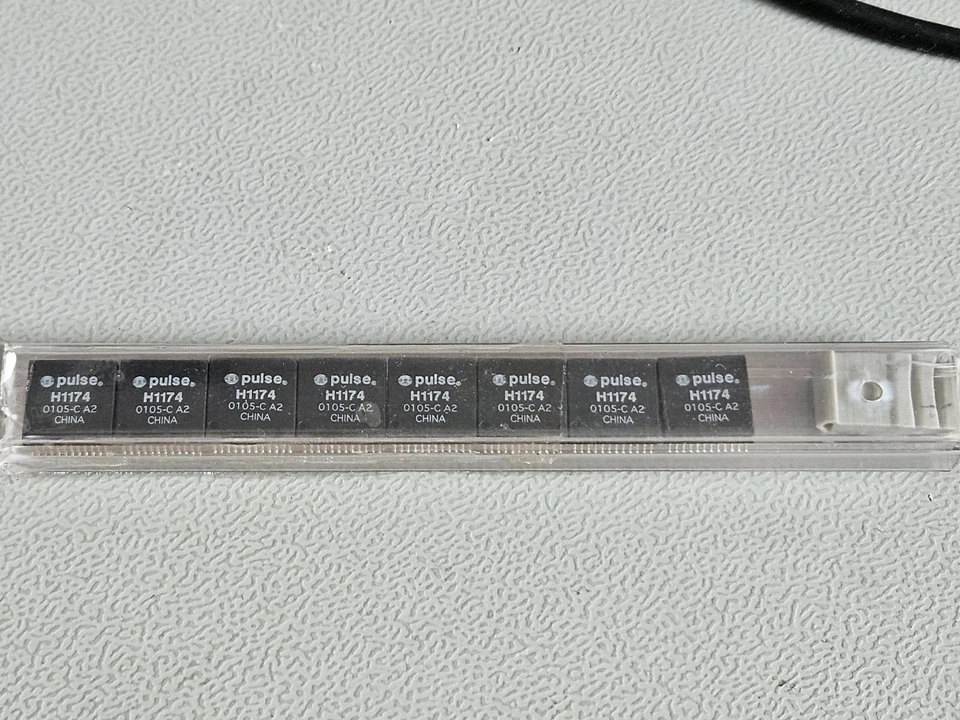 pulse®
H1174
0105-C A2
CHINA
pulse®
H1174
0105-C A2
CHINA
pulse®
H1174
0105-C A2
CHINA
pulse®
H1174
0105-C A2
CHINA
pulse®
H1174
0105-C A2
CHINA
pulse®
H1174
0105-C A2
CHINA
pulse®
H1174
0105-C A2
CHINA
pulse®
H1174
0105-C A2
CHINA